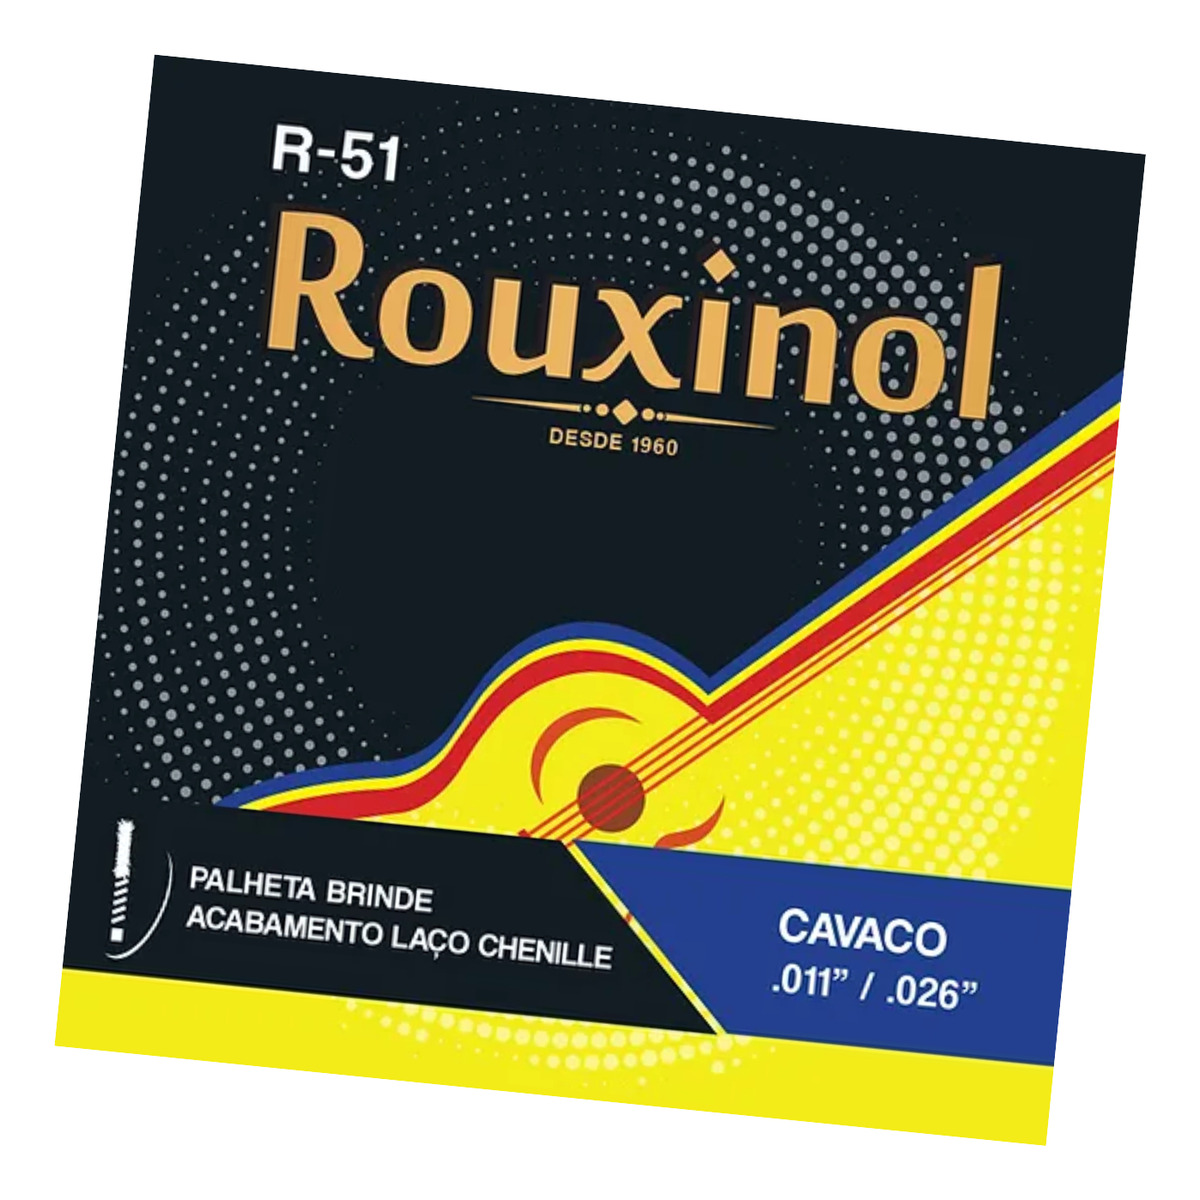 R-51
Rouxinol
DESDE 1960
PALHETA BRINDE
ACABAMENTO LAÇO CHENILLE
CAVACO
.011” / .026”